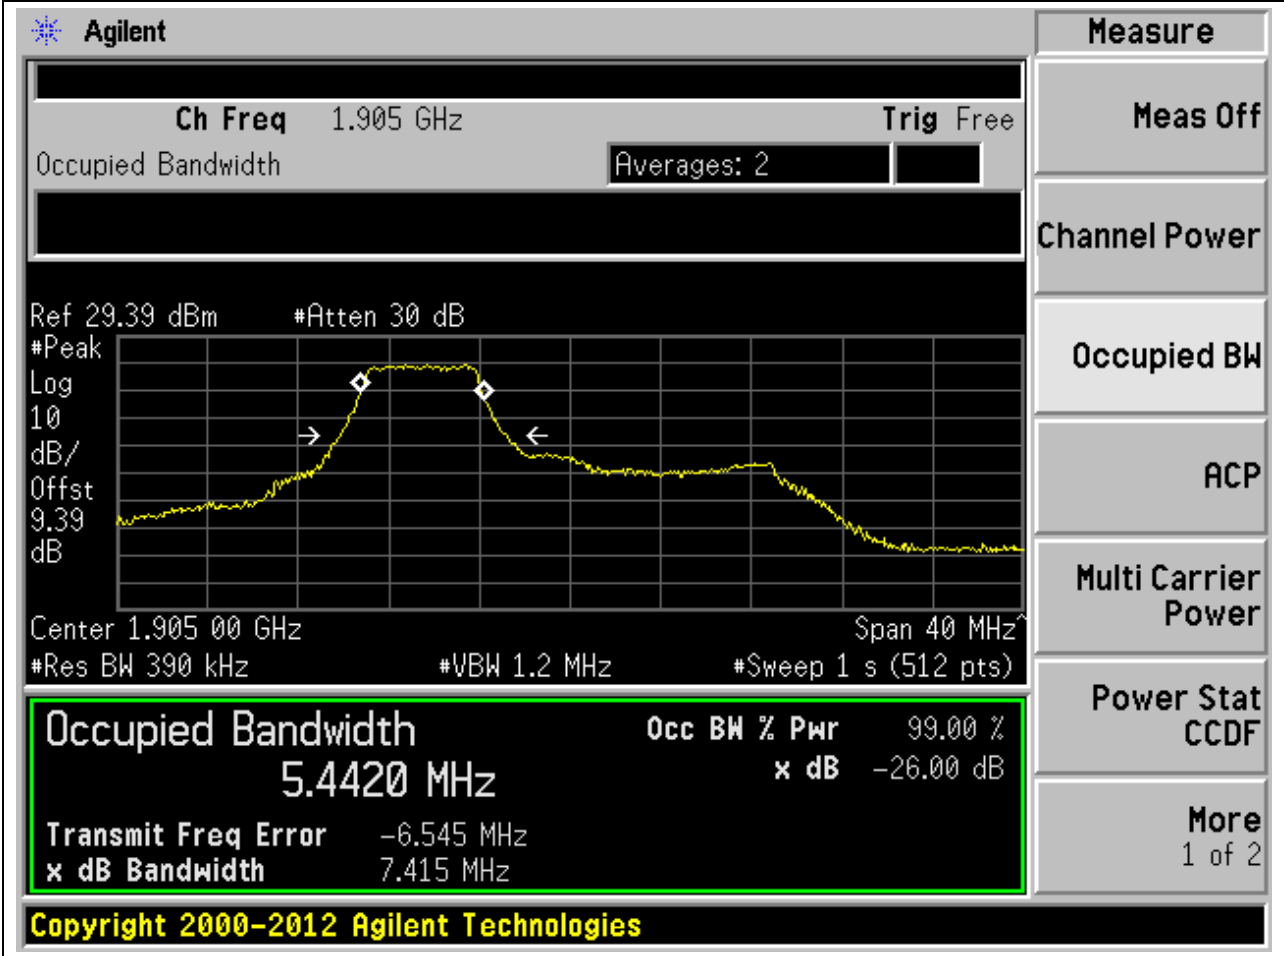 Agilent
Measure
Ch Freq 1.905 GHz Trig Free
Occupied Bandwidth Averages: 2
Meas Off
Channel Power
Occupied BW
ACP
Multi Carrier
Power
Power Stat
CCDF
More
1 of 2
Ref 29.39 dBm #Atten 30 dB
#Peak
Log
10
dB/
Offst
9.39
dB
Center 1.905 00 GHz Span 40 MHz^
#Res BW 390 kHz #VBW 1.2 MHz #Sweep 1 s (512 pts)
Occupied Bandwidth Occ BW % Pwr 99.00 %
5.4420 MHz x dB -26.00 dB
Transmit Freq Error -6.545 MHz
x dB Bandwidth 7.415 MHz
Copyright 2000-2012 Agilent Technologies